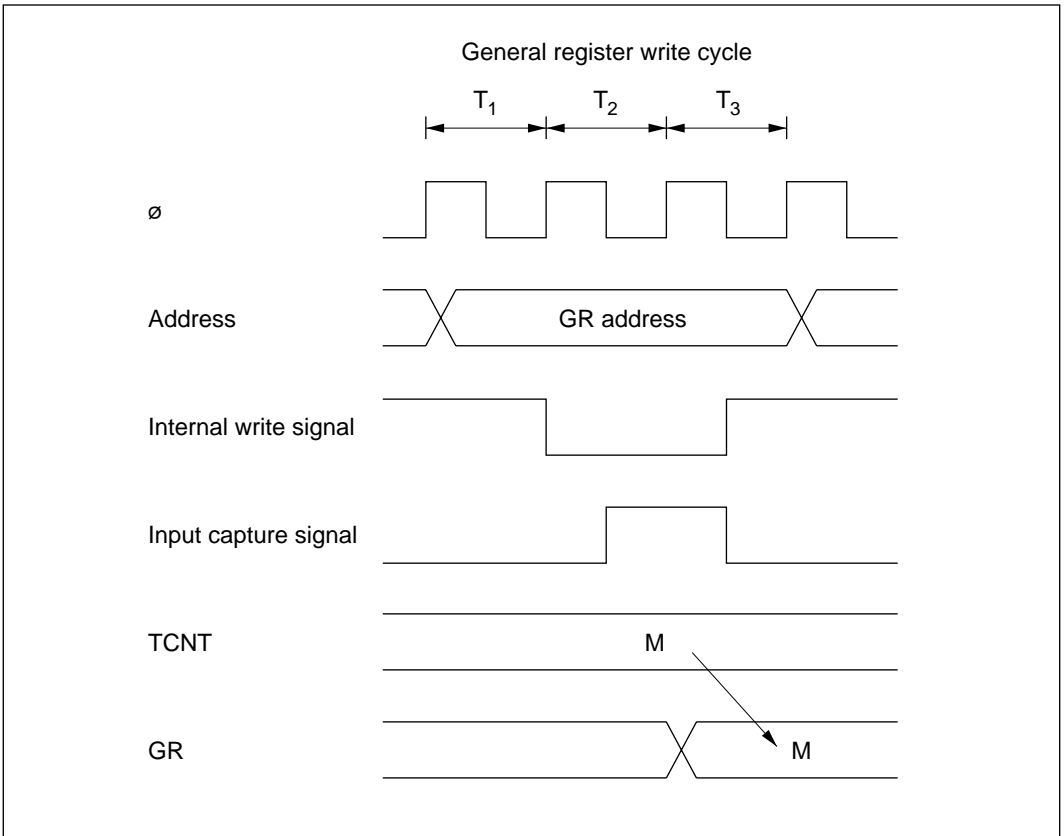 General register write cycle
T1 T2 T3
ø
Address GR address
Internal write signal
Input capture signal
TCNT M
GR M